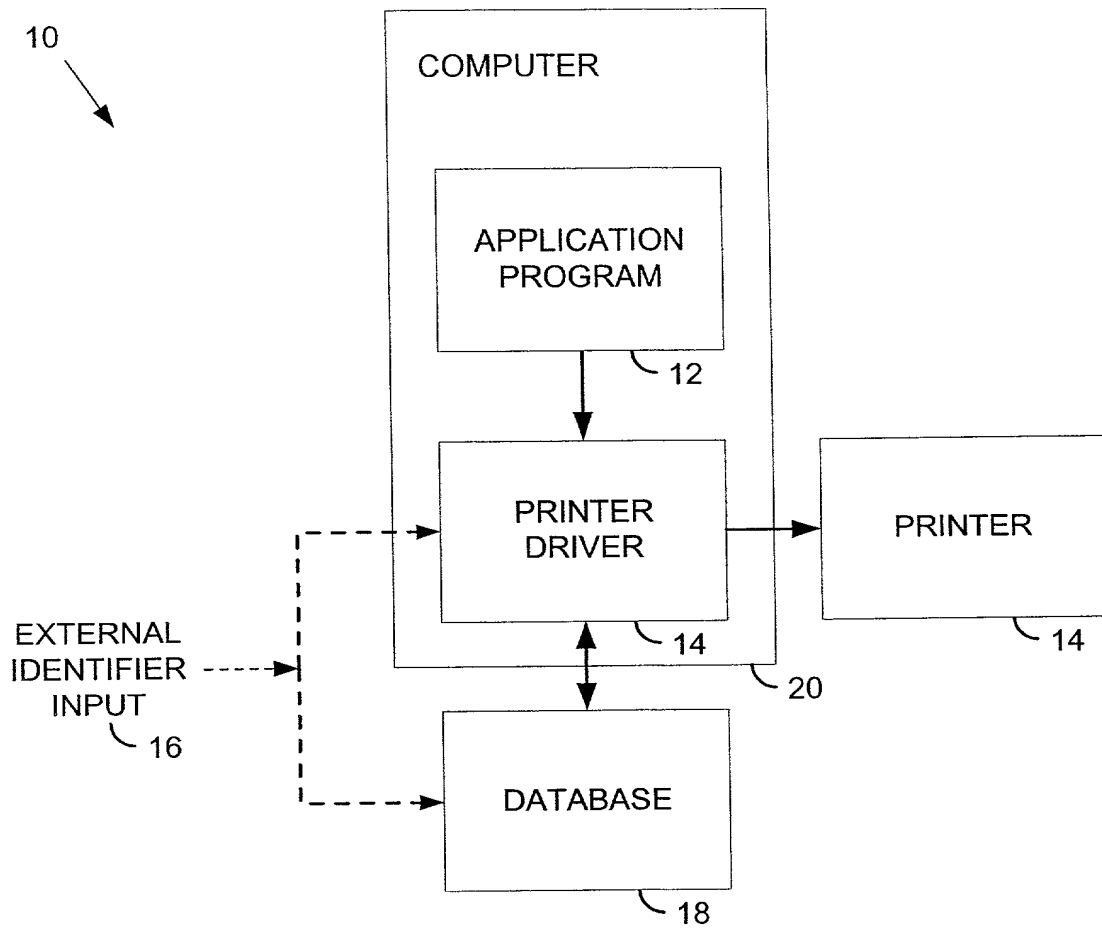 10
COMPUTER
APPLICATION
PROGRAM
12
PRINTER
DRIVER
14
PRINTER
14
EXTERNAL
IDENTIFIER
INPUT
16
20
DATABASE
18